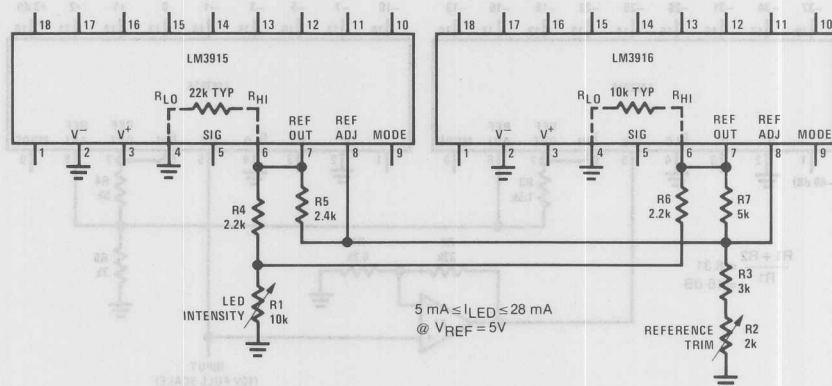 18 17 16 15 14 13 12 11 10
LM3915
22k TYP
RLO RHI
REF OUT
REF ADJ
V− V+ SIG MODE
1 2 3 4 5 6 7 8 9
18 17 16 15 14 13 12 11 10
LM3916
10k TYP
RLO RHI
REF OUT
REF ADJ
V− V+ SIG MODE
1 2 3 4 5 6 7 8 9
R4
2.2k
R5
2.4k
R6
2.2k
R7
5k
LED
INTENSITY
R1
10k
5 mA ≤ ILED ≤ 28 mA
@ VREF = 5V
R3
3k
REFERENCE
TRIM
R2
2k